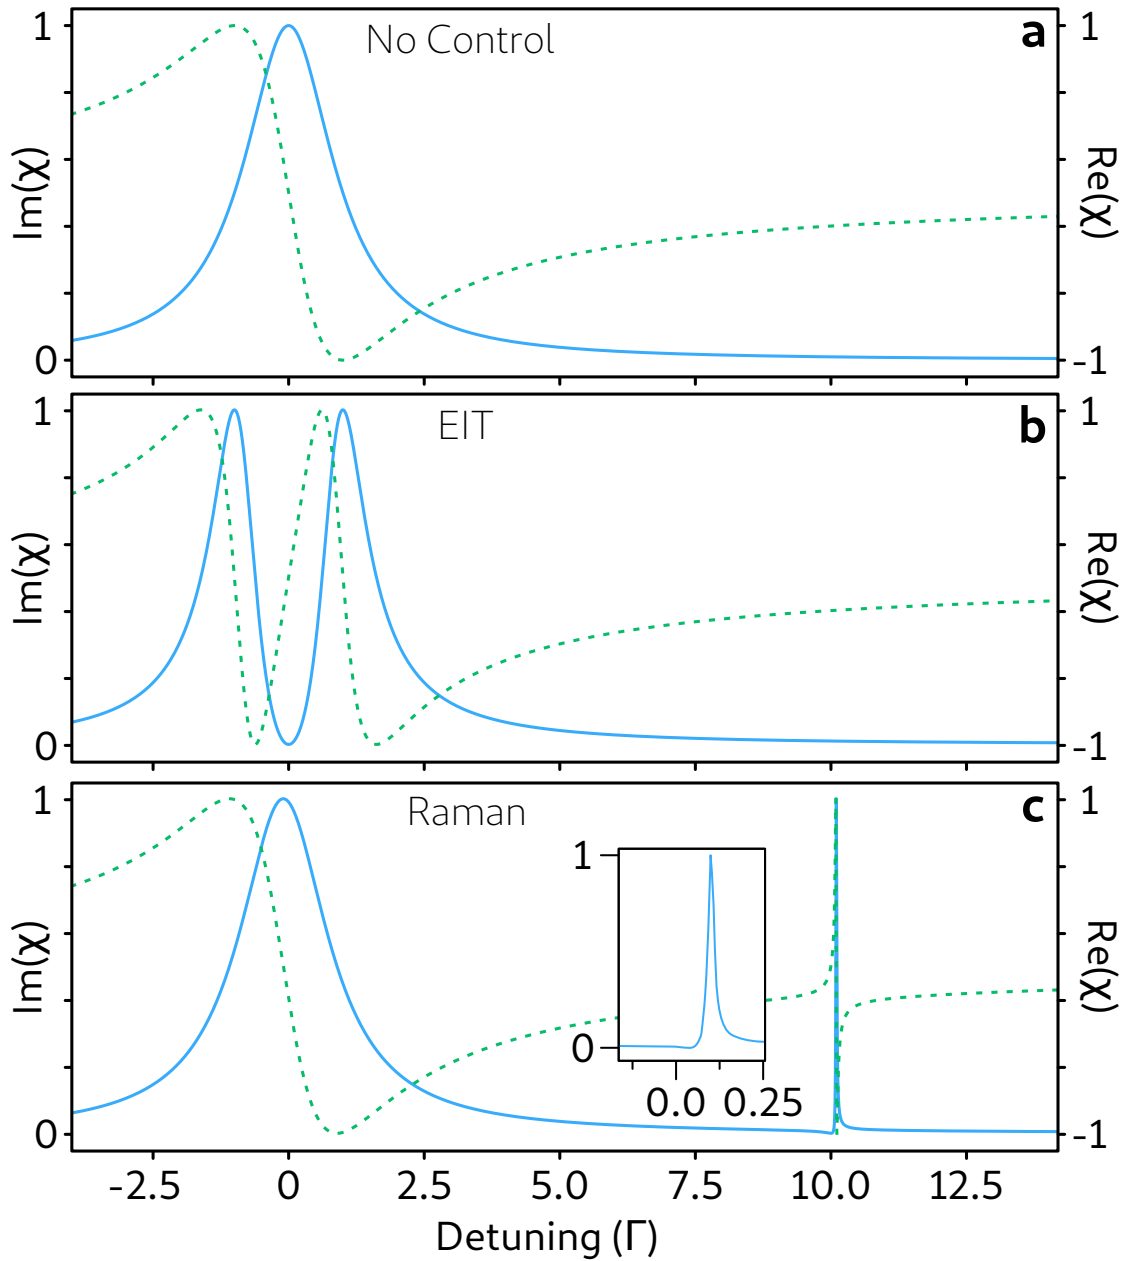 No Control
a
1
0
Im(χ)
1
-1
Re(χ)
EIT
b
1
0
Im(χ)
1
-1
Re(χ)
Raman
c
1
0
Im(χ)
1
-1
Re(χ)
1
0
0.0 0.25
-2.5 0 2.5 5.0 7.5 10.0 12.5
Detuning (Γ)